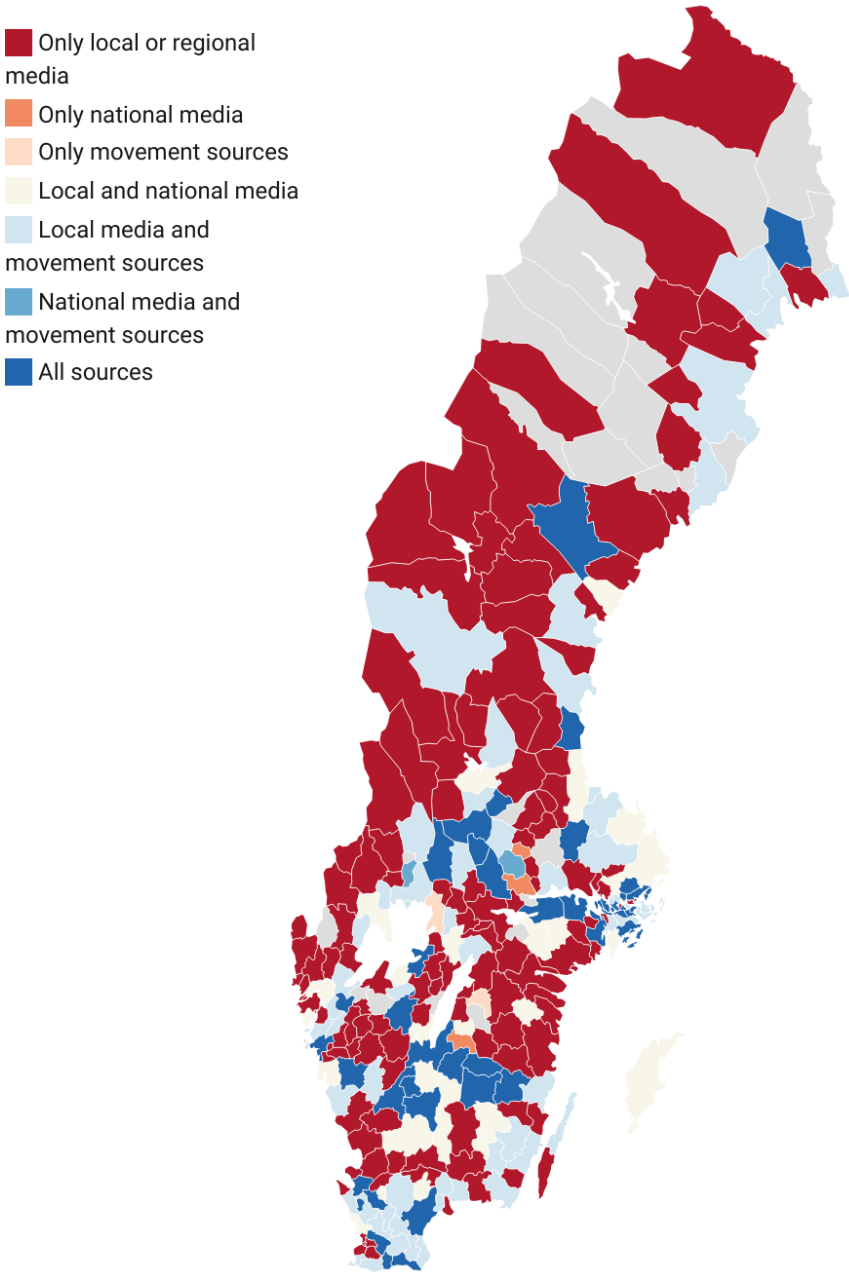 Only local or regional
media
Only national media
Only movement sources
Local and national media
Local media and
movement sources
National media and
movement sources
All sources